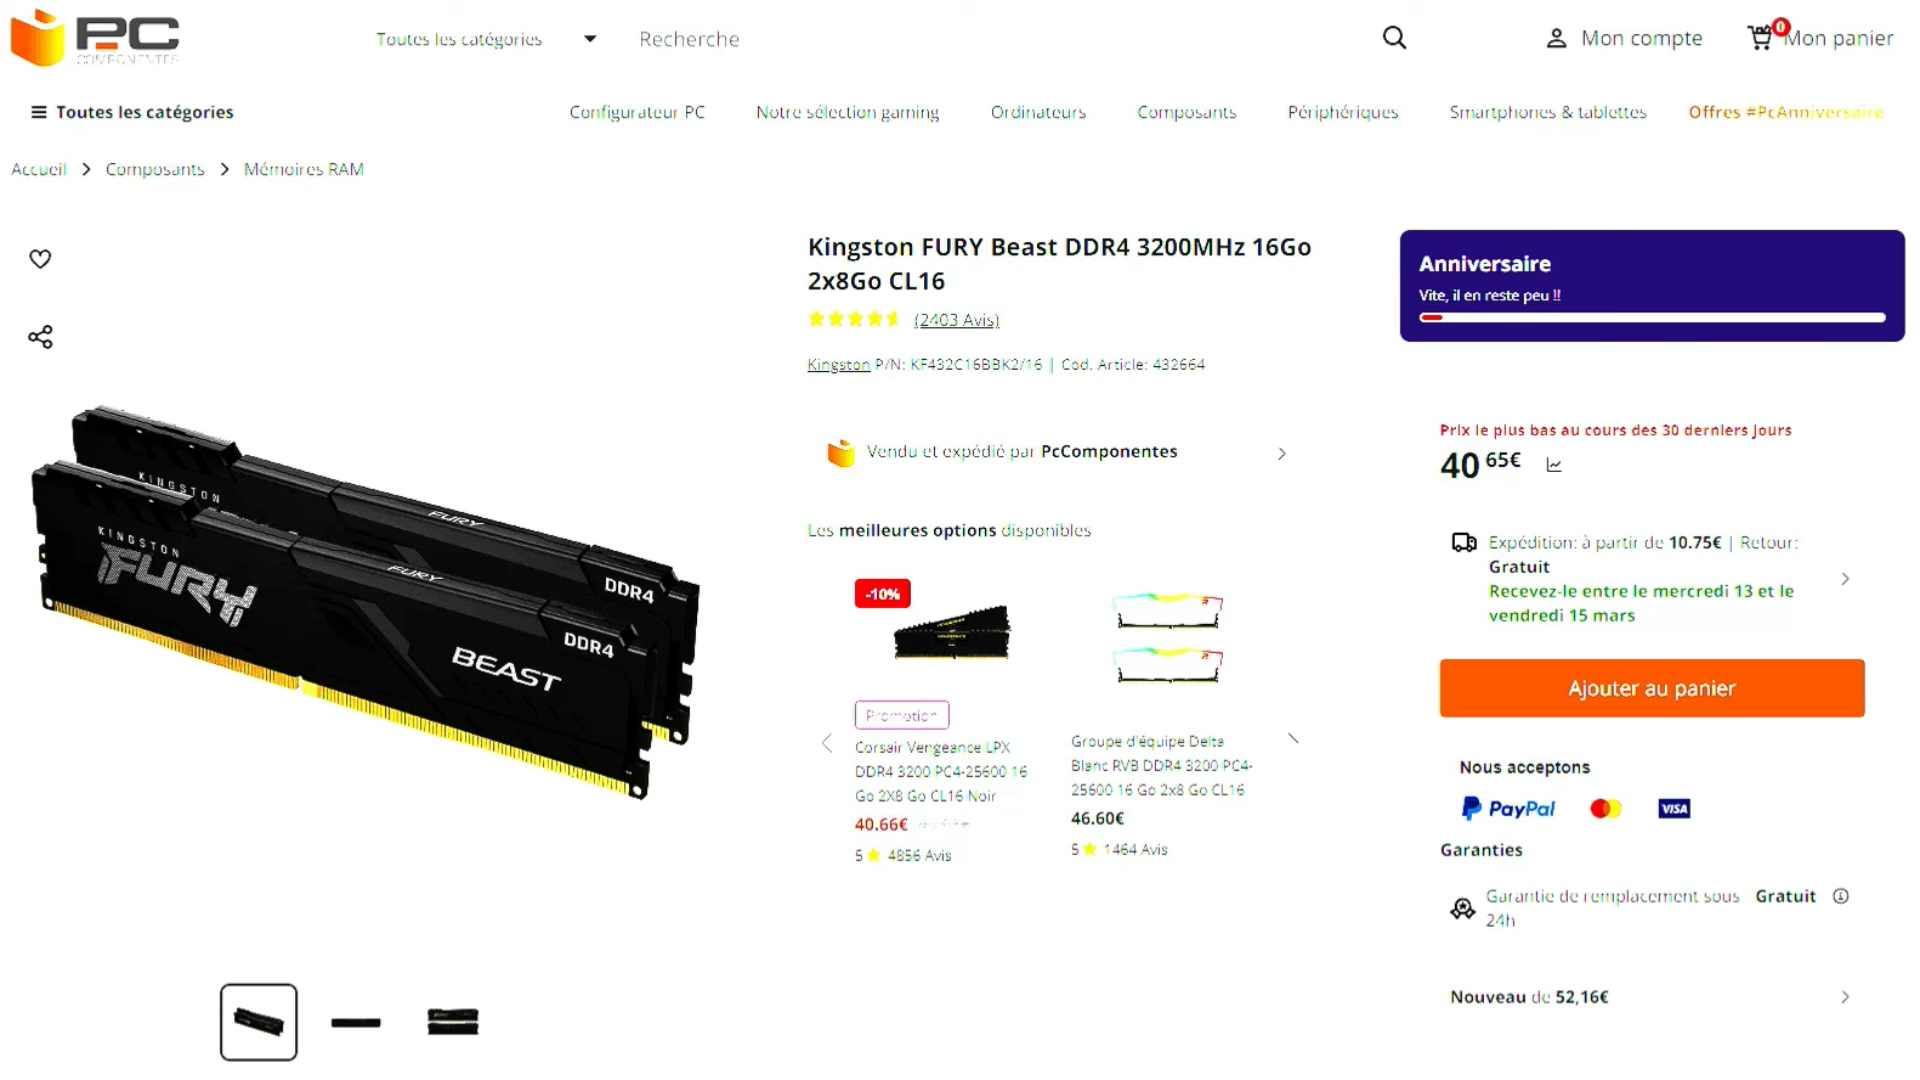 PC
COMPONENTES
Toutes les catégories
Recherche
Mon compte
0
Mon panier
Toutes les catégories
Configurateur PC
Notre sélection gaming
Ordinateurs
Composants
Périphériques
Smartphones & tablettes
Offres #PcAnniversaire
Accueil
Composants
Mémoires RAM
KINGSTON
FURY
DDR4
KINGSTON
FURY
FURY
DDR4
BEAST
Kingston FURY Beast DDR4 3200MHz 16Go
2x8Go CL16
(2403 Avis)
Kingston P/N: KF432C16BBK2/16 | Cod. Article: 432664
Vendu et expédié par PcComponentes
Les meilleures options disponibles
-10%
Promotion
Corsair Vengeance LPX
DDR4 3200 PC4-25600 16
Go 2X8 Go CL16 Noir
40.66€
5 4856 Avis
Groupe d'équipe Delta
Blanc RVB DDR4 3200 PC4-
25600 16 Go 2x8 Go CL16
46.60€
5 1464 Avis
Anniversaire
Vite, il en reste peu !!
Prix le plus bas au cours des 30 derniers jours
40 65€
Expédition: à partir de 10.75€ | Retour:
Gratuit
Recevez-le entre le mercredi 13 et le
vendredi 15 mars
Ajouter au panier
Nous acceptons
PayPal
VISA
Garanties
Garantie de remplacement sous Gratuit
24h
Nouveau de 52,16€